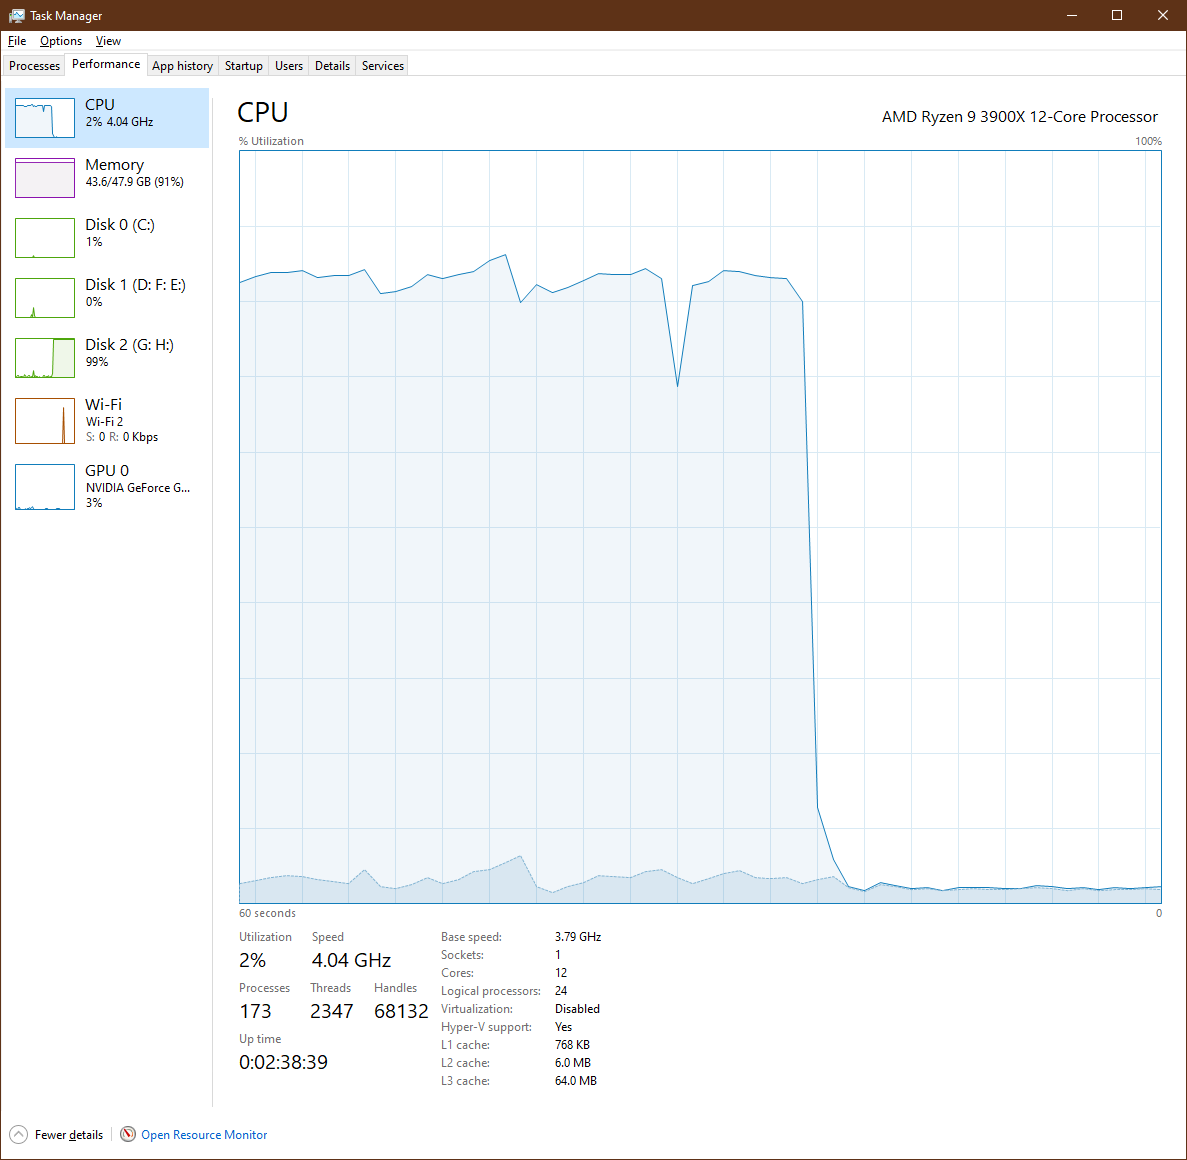 Task Manager
File Options View
Processes Performance App history Startup Users Details Services
CPU
2% 4.04 GHz
Memory
43.6/47.9 GB (91%)
Disk 0 (C:)
1%
Disk 1 (D: F: E:)
0%
Disk 2 (G: H:)
99%
Wi-Fi
Wi-Fi 2
S: 0 R: 0 Kbps
GPU 0
NVIDIA GeForce G...
3%
CPU
AMD Ryzen 9 3900X 12-Core Processor
% Utilization 100%
60 seconds 0
Utilization Speed
2% 4.04 GHz
Processes Threads Handles
173 2347 68132
Up time
0:02:38:39
Base speed: 3.79 GHz
Sockets: 1
Cores: 12
Logical processors: 24
Virtualization: Disabled
Hyper-V support: Yes
L1 cache: 768 KB
L2 cache: 6.0 MB
L3 cache: 64.0 MB
Fewer details Open Resource Monitor